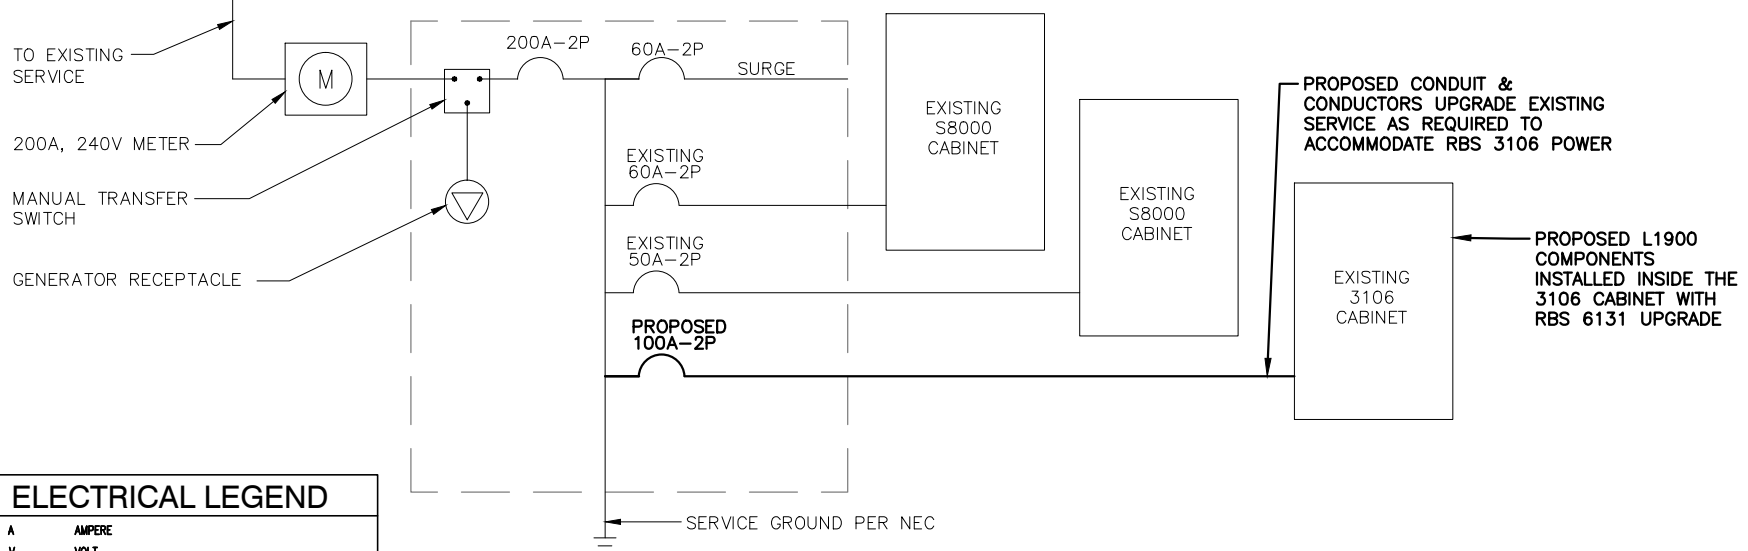 TO EXISTING
SERVICE
M
200A, 240V METER
MANUAL TRANSFER
SWITCH
GENERATOR RECEPTACLE
200A-2P
60A-2P
SURGE
EXISTING
60A-2P
EXISTING
50A-2P
PROPOSED
100A-2P
EXISTING
S8000
CABINET
EXISTING
S8000
CABINET
EXISTING
3106
CABINET
PROPOSED CONDUIT &
CONDUCTORS UPGRADE EXISTING
SERVICE AS REQUIRED TO
ACCOMMODATE RBS 3106 POWER
PROPOSED L1900
COMPONENTS
INSTALLED INSIDE THE
3106 CABINET WITH
RBS 6131 UPGRADE
SERVICE GROUND PER NEC
ELECTRICAL LEGEND
A AMPERE
V VOLT